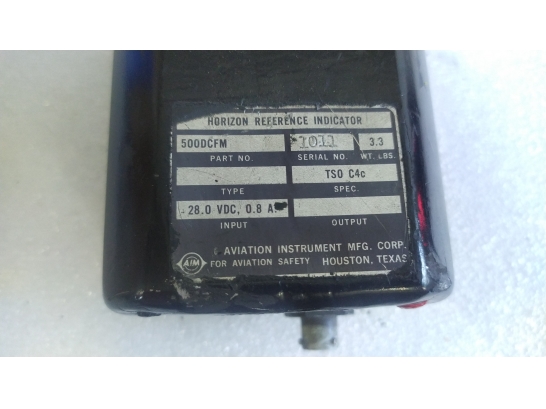 HORIZON REFERENCE INDICATOR
500DCFM 1011 3.3
PART NO. SERIAL NO. WT. LBS.
TSO C4c
TYPE SPEC.
28.0 VDC, 0.8 A.
INPUT OUTPUT
AVIATION INSTRUMENT MFG. CORP.
AIM FOR AVIATION SAFETY HOUSTON, TEXAS